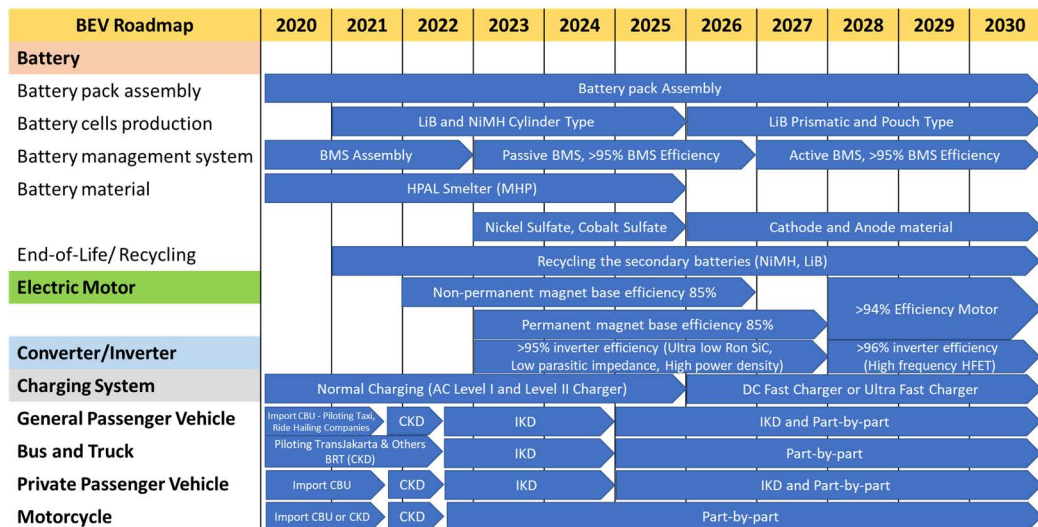 BEV Roadmap 2020 2021 2022 2023 2024 2025 2026 2027 2028 2029 2030
Battery
Battery pack assembly Battery pack Assembly
Battery cells production LiB and NiMH Cylinder Type LiB Prismatic and Pouch Type
Battery management system BMS Assembly Passive BMS, >95% BMS Efficiency Active BMS, >95% BMS Efficiency
Battery material HPAL Smelter (MHP)
Nickel Sulfate, Cobalt Sulfate Cathode and Anode material
End-of-Life/ Recycling Recycling the secondary batteries (NiMH, LiB)
Electric Motor Non-permanent magnet base efficiency 85%
>94% Efficiency Motor
Permanent magnet base efficiency 85%
Converter/Inverter >95% inverter efficiency (Ultra low Ron SiC, >96% inverter efficiency
Low parasitic impedance, High power density) (High frequency HFET)
Charging System Normal Charging (AC Level I and Level II Charger) DC Fast Charger or Ultra Fast Charger
General Passenger Vehicle Import CBU - Piloting Taxi, CKD IKD IKD and Part-by-part
Ride Hailing Companies
Bus and Truck Piloting TransJakarta & Others IKD Part-by-part
BRT (CKD)
Private Passenger Vehicle Import CBU CKD IKD IKD and Part-by-part
Motorcycle Import CBU or CKD CKD Part-by-part